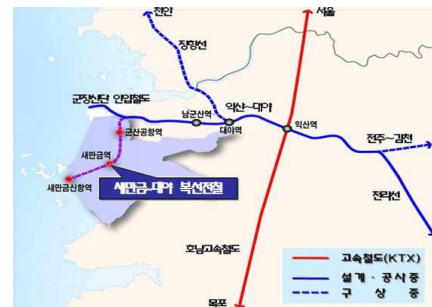 천안
서울
장항선
군장산단 인입철도
익산~대야
남군산역
대야역
익산역
군산공항역
전주~김천
새만금역
새만금신항역
새만금-대야 복선전철
전라선
호남고속철도
목포
고속철도(KTX)
설계·공사중
구상중